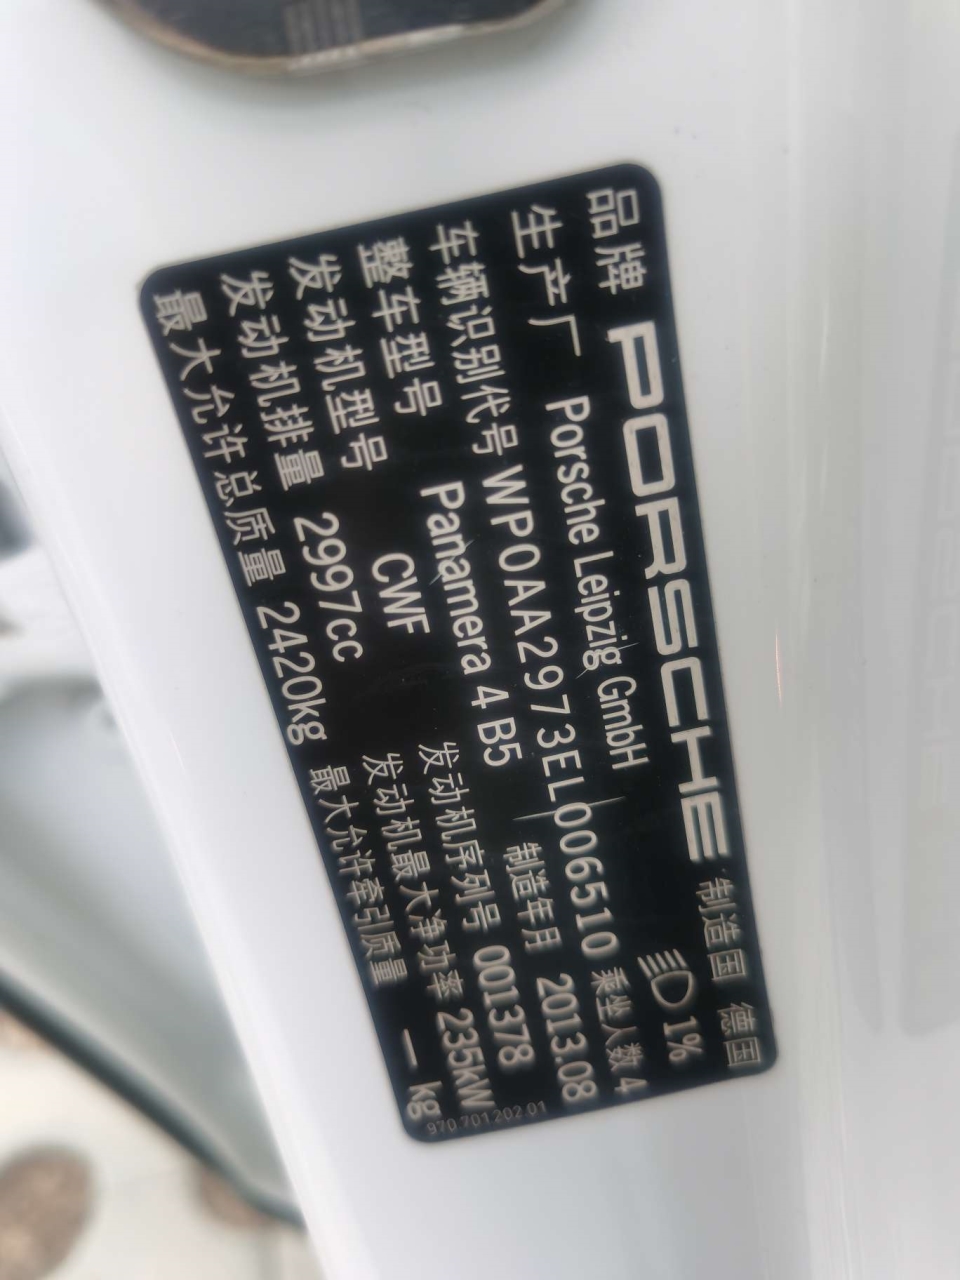 品牌 PORSCHE 制造国 德国
生产厂 Porsche Leipzig GmbH 1%
车辆识别代号 WP0AA2973EL006510 乘坐人数 4
整车型号 Panamera 4 B5 制造年月 2013.08
发动机型号 CWF 发动机序列号 001378
发动机排量 2997cc 发动机最大净功率 235kW
最大允许总质量 2420kg 最大允许牵引质量 — kg
970.701.202.01